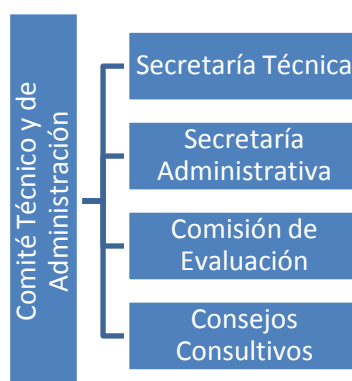 Comité Técnico y de
Administración
Secretaría Técnica
Secretaría
Administrativa
Comisión de
Evaluación
Consejos
Consultivos